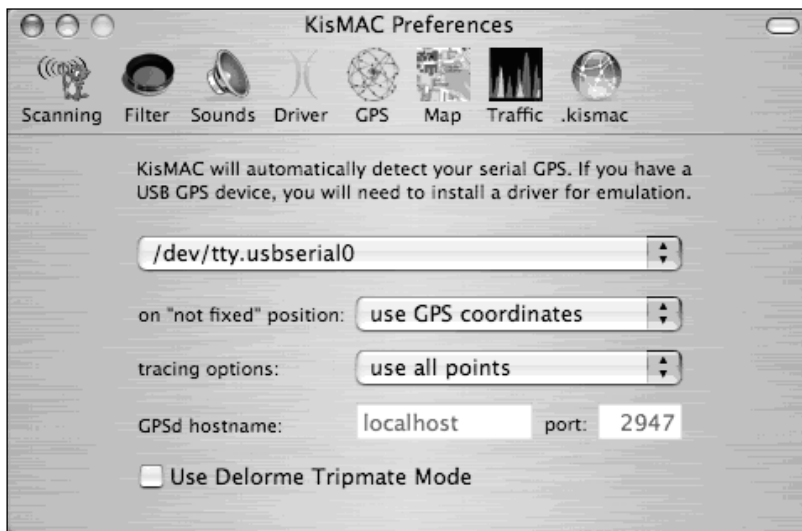 KisMAC Preferences
Scanning Filter Sounds Driver GPS Map Traffic .kismac
KisMAC will automatically detect your serial GPS. If you have a
USB GPS device, you will need to install a driver for emulation.
/dev/tty.usbserial0
on "not fixed" position: use GPS coordinates
tracing options: use all points
GPSd hostname: localhost port: 2947
Use Delorme Tripmate Mode